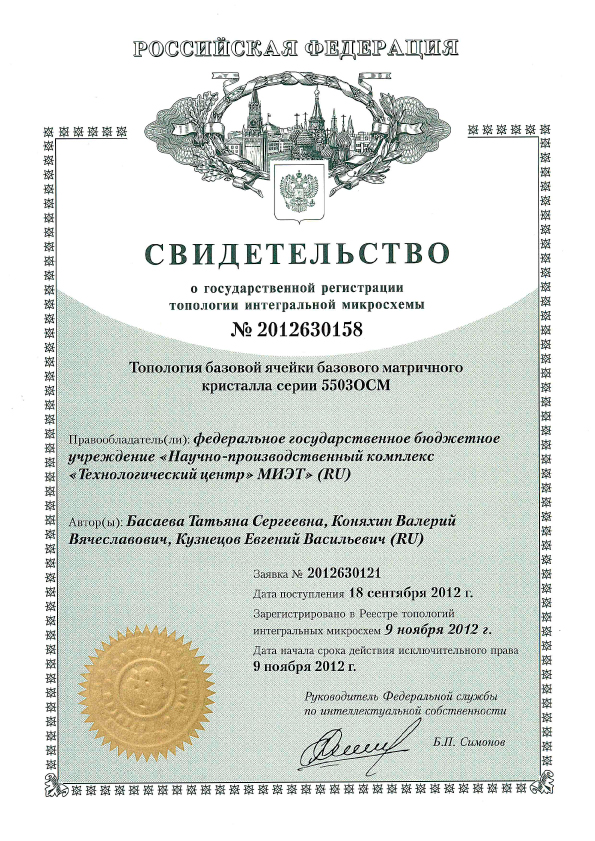 РОССИЙСКАЯ ФЕДЕРАЦИЯ
СВИДЕТЕЛЬСТВО
о государственной регистрации
топологии интегральной микросхемы
№ 2012630158
Топология базовой ячейки базового матричного
кристалла серии 5503ОСМ
Правообладатель(ли): федеральное государственное бюджетное
учреждение «Научно-производственный комплекс
«Технологический центр» МИЭТ» (RU)
Автор(ы): Басаева Татьяна Сергеевна, Коняхин Валерий
Вячеславович, Кузнецов Евгений Васильевич (RU)
Заявка № 2012630121
Дата поступления 18 сентября 2012 г.
Зарегистрировано в Реестре топологий
интегральных микросхем 9 ноября 2012 г.
Дата начала срока действия исключительного права
9 ноября 2012 г.
Руководитель Федеральной службы
по интеллектуальной собственности
Б.П. Симонов